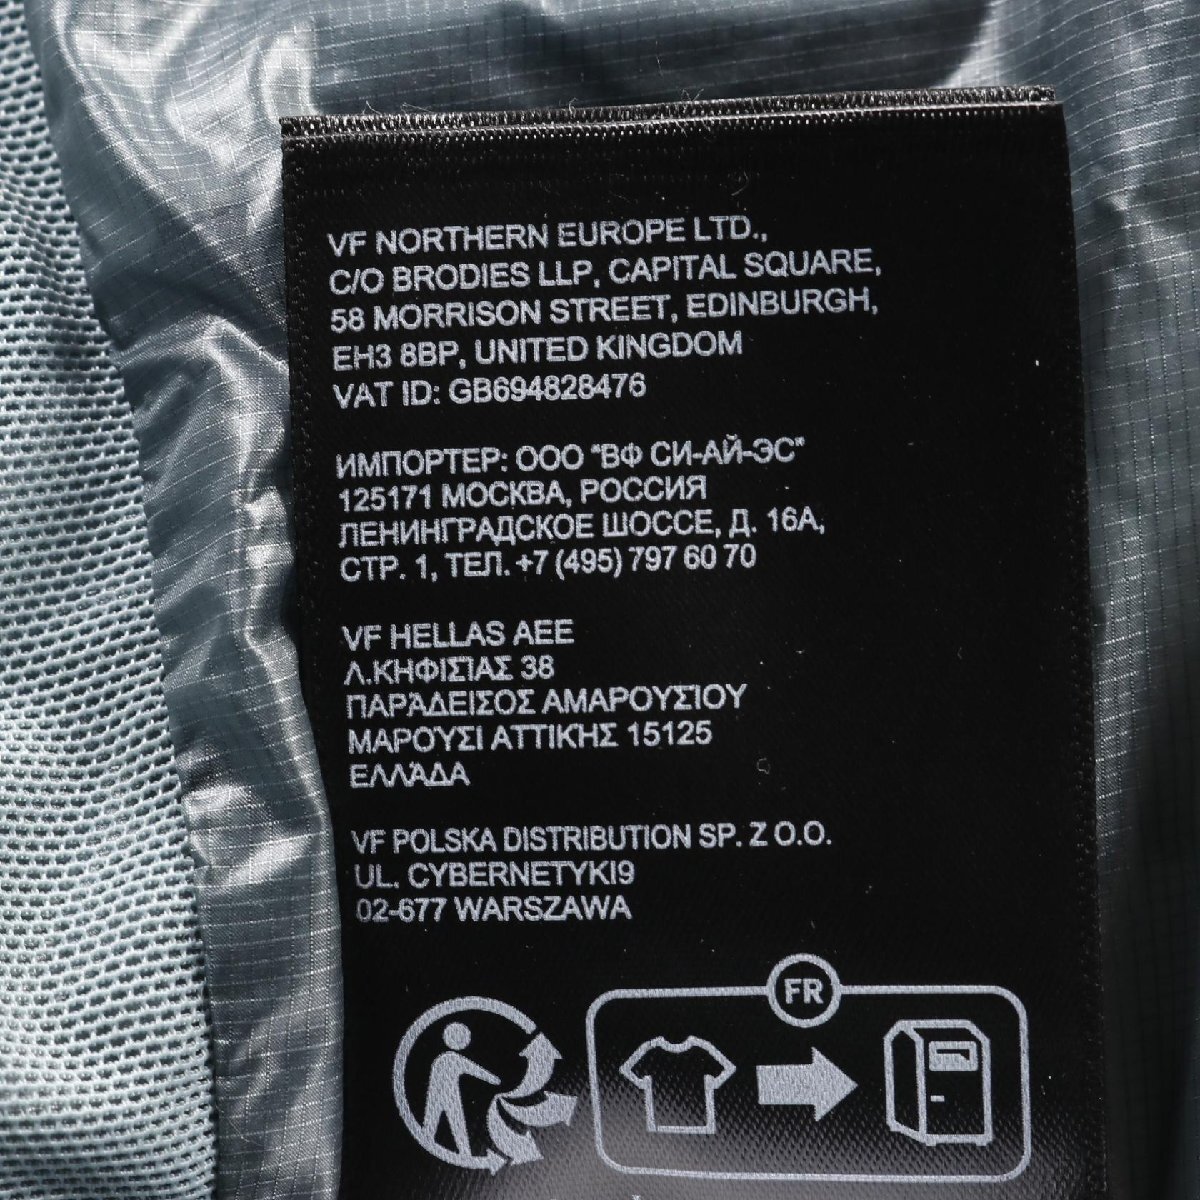 VF NORTHERN EUROPE LTD.,
C/O BRODIES LLP, CAPITAL SQUARE,
58 MORRISON STREET, EDINBURGH,
EH3 8BP, UNITED KINGDOM
VAT ID: GB694828476
ИМПОРТЕР: ООО "ВФ СИ-АЙ-ЭС"
125171 МОСКВА, РОССИЯ
ЛЕНИНГРАДСКОЕ ШОССЕ, Д. 16А,
СТР. 1, ТЕЛ. +7 (495) 797 60 70
VF HELLAS AEE
Λ.ΚΗΦΙΣΙΑΣ 38
ΠΑΡΆΔΕΙΣΟΣ ΑΜΑΡΟΥΣΙΟΥ
ΜΑΡΟΥΣΙ ΑΤΤΙΚΗΣ 15125
ΕΛΛΆΔΑ
VF POLSKA DISTRIBUTION SP. Z O.O.
UL. CYBERNETYKI9
02-677 WARSZAWA
FR